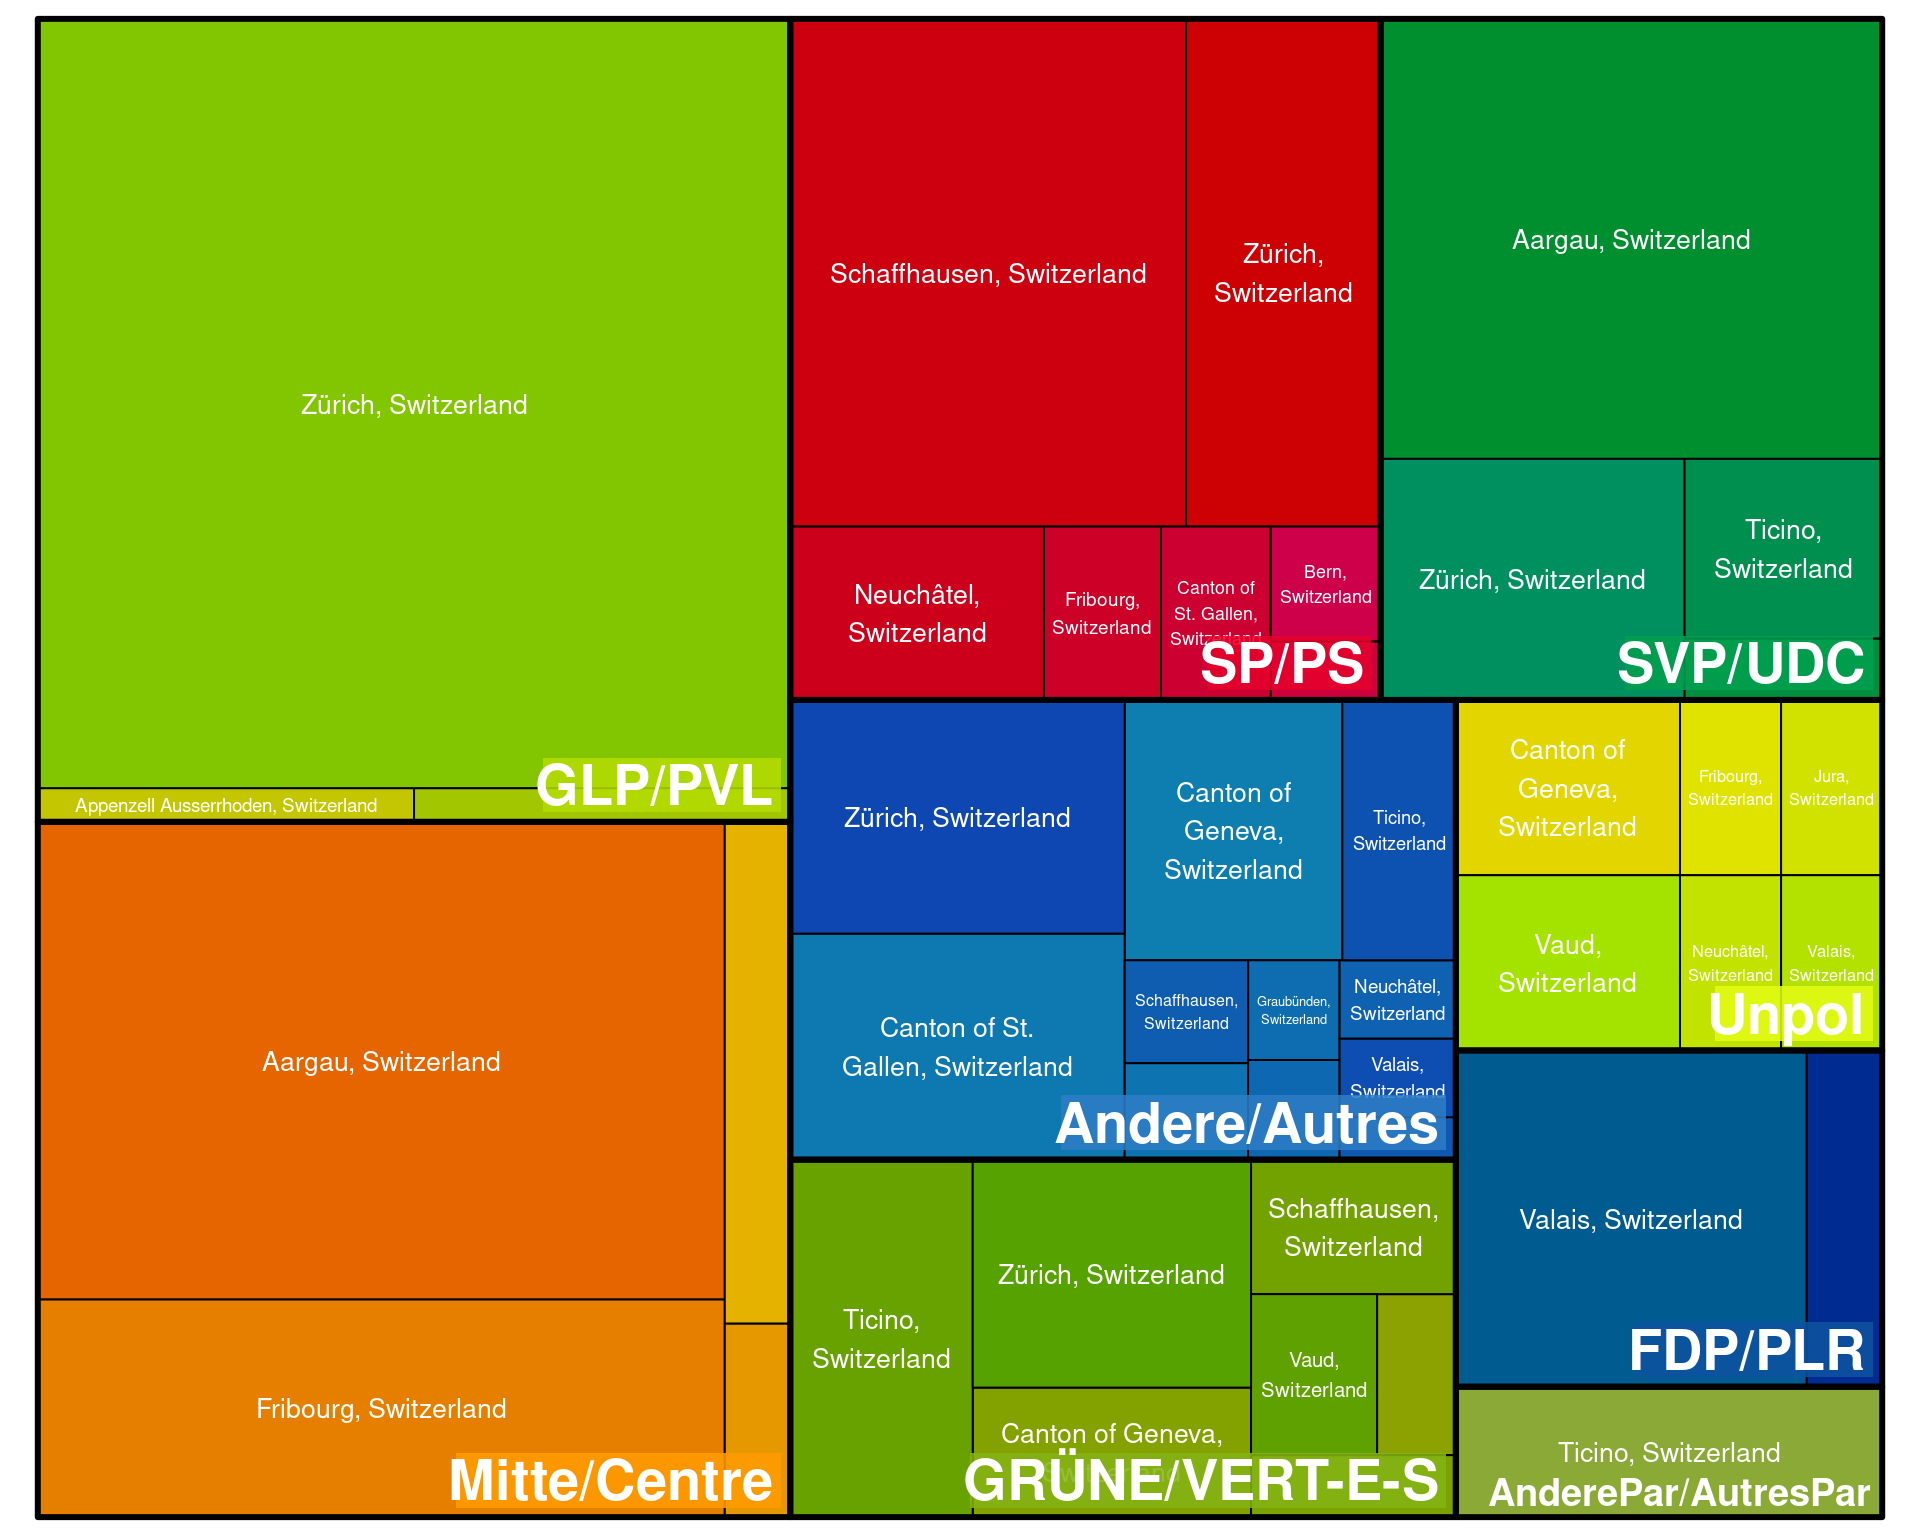 Zürich, Switzerland
Appenzell Ausserrhoden, Switzerland
GLP/PVL
Aargau, Switzerland
Fribourg, Switzerland
Mitte/Centre
Schaffhausen, Switzerland
Zürich,
Switzerland
Neuchâtel,
Switzerland
Fribourg,
Switzerland
Canton of
St. Gallen,
Switzerland
Bern,
Switzerland
SP/PS
Aargau, Switzerland
Zürich, Switzerland
Ticino,
Switzerland
SVP/UDC
Zürich, Switzerland
Canton of
Geneva,
Switzerland
Ticino,
Switzerland
Canton of St.
Gallen, Switzerland
Schaffhausen,
Switzerland
Graubünden,
Switzerland
Neuchâtel,
Switzerland
Valais,
Switzerland
Andere/Autres
Canton of
Geneva,
Switzerland
Fribourg,
Switzerland
Jura,
Switzerland
Vaud,
Switzerland
Neuchâtel,
Switzerland
Valais,
Switzerland
Unpol
Ticino,
Switzerland
Zürich, Switzerland
Schaffhausen,
Switzerland
Vaud,
Switzerland
Canton of Geneva,
GRÜNE/VERT-E-S
Valais, Switzerland
FDP/PLR
Ticino, Switzerland
AnderePar/AutresPar